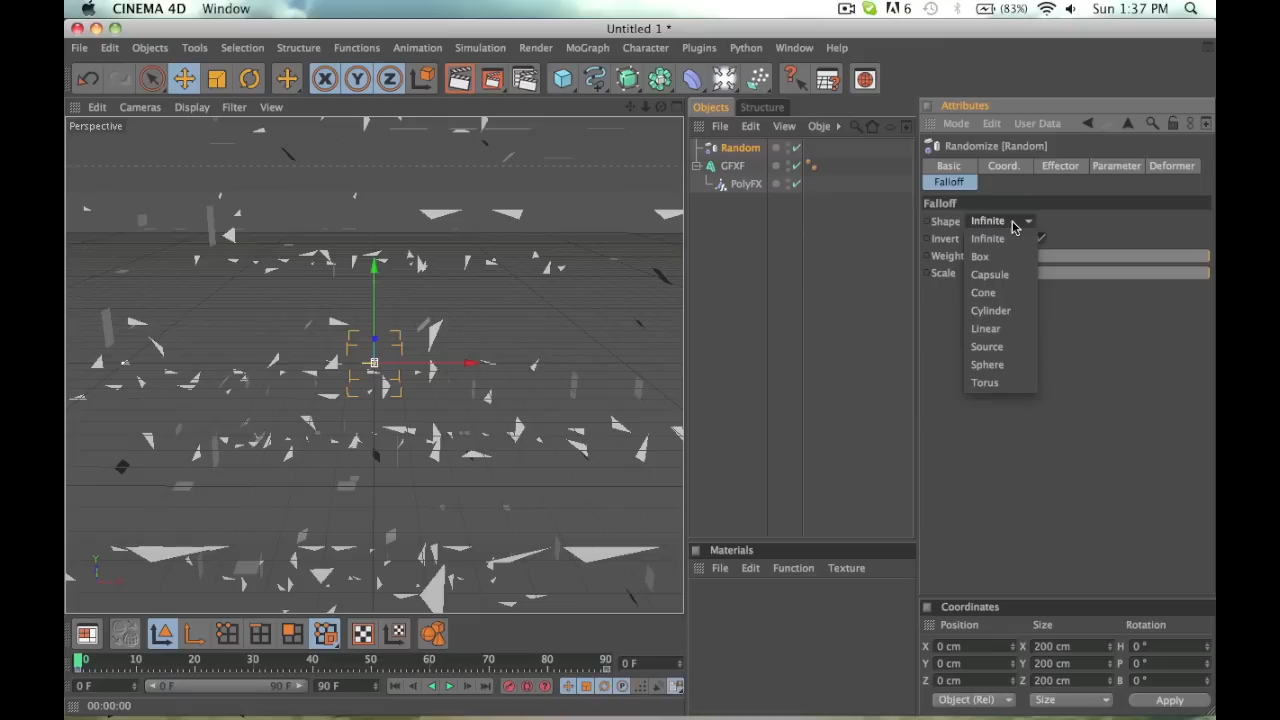 CINEMA 4D Window 6 (83%) Sun 1:37 PM
Untitled 1 *
File Edit Objects Tools Selection Structure Functions Animation Simulation Render MoGraph Character Plugins Python Window Help
X Y Z
Edit Cameras Display Filter View
Objects Structure
Attributes
Perspective
File Edit View Obje
Mode Edit User Data
Random
Randomize [Random]
GFXF
Basic Coord. Effector Parameter Deformer
PolyFX
Falloff
Falloff
Shape Infinite
Invert
Weight
Scale
Infinite
Box
Capsule
Cone
Cylinder
Linear
Source
Sphere
Torus
Y
Materials
File Edit Function Texture
Coordinates
Position Size Rotation
X 0 cm X 200 cm H 0 °
Y 0 cm Y 200 cm P 0 °
Z 0 cm Z 200 cm B 0 °
Object (Rel) Size Apply
0 10 20 30 40 50 60 70 80 90 0 F
0 F 0 F 90 F 90 F
00:00:00